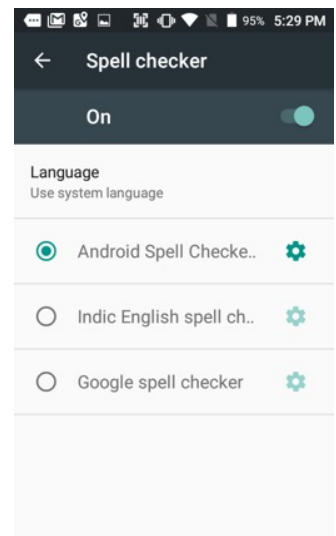 95% 5:29 PM
Spell checker
On
Language
Use system language
Android Spell Checke..
Indic English spell ch..
Google spell checker